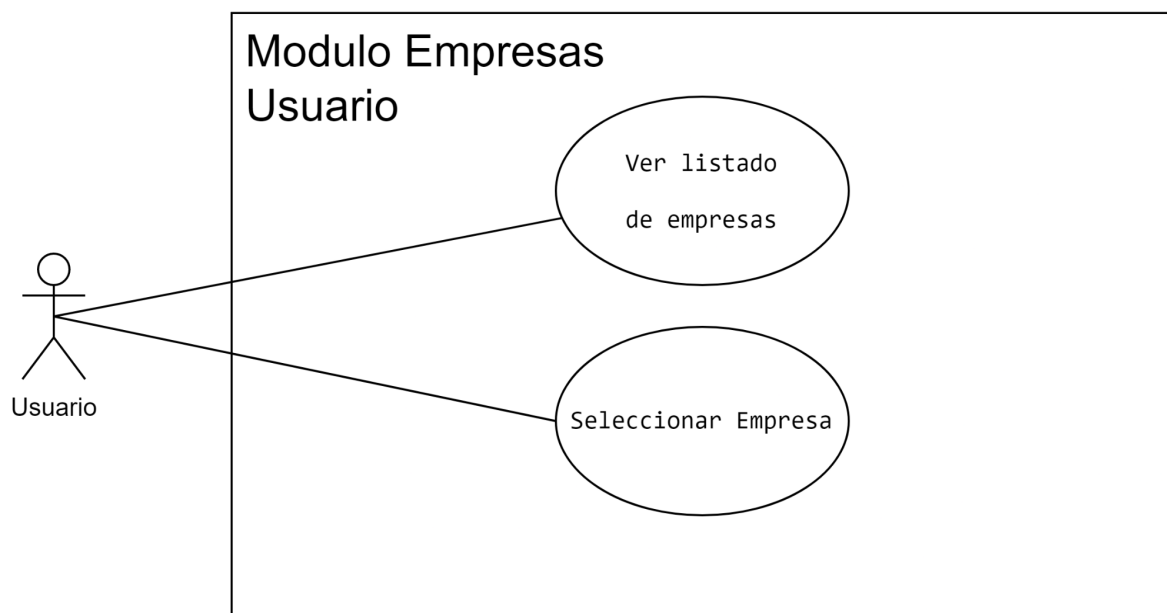 Modulo Empresas
Usuario
Ver listado
de empresas
Usuario
Seleccionar Empresa